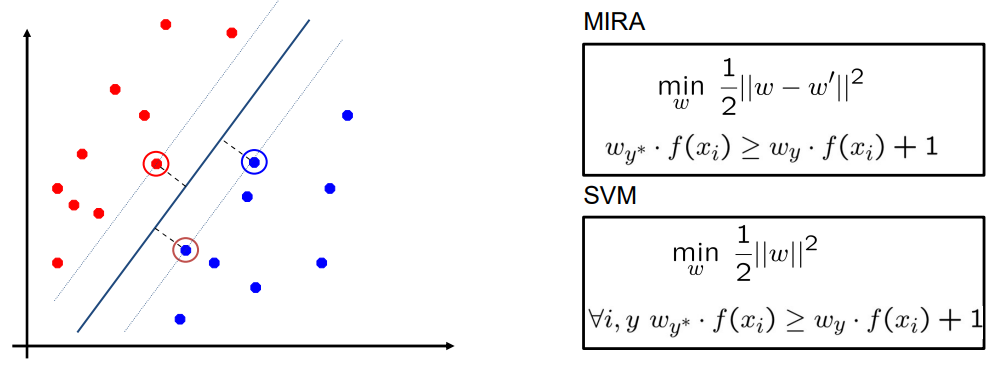 MIRA
min_w 1/2||w − w′||²
w_{y*} · f(x_i) ≥ w_y · f(x_i) + 1
SVM
min_w 1/2||w||²
∀i, y w_{y*} · f(x_i) ≥ w_y · f(x_i) + 1